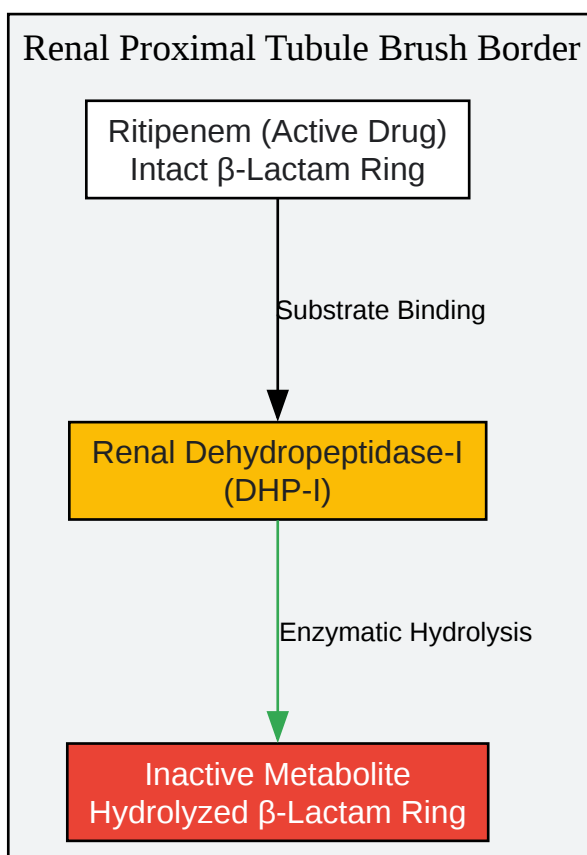 Renal Proximal Tubule Brush Border
Ritipenem (Active Drug)
Intact β-Lactam Ring
Substrate Binding
Renal Dehydropeptidase-I
(DHP-I)
Enzymatic Hydrolysis
Inactive Metabolite
Hydrolyzed β-Lactam Ring